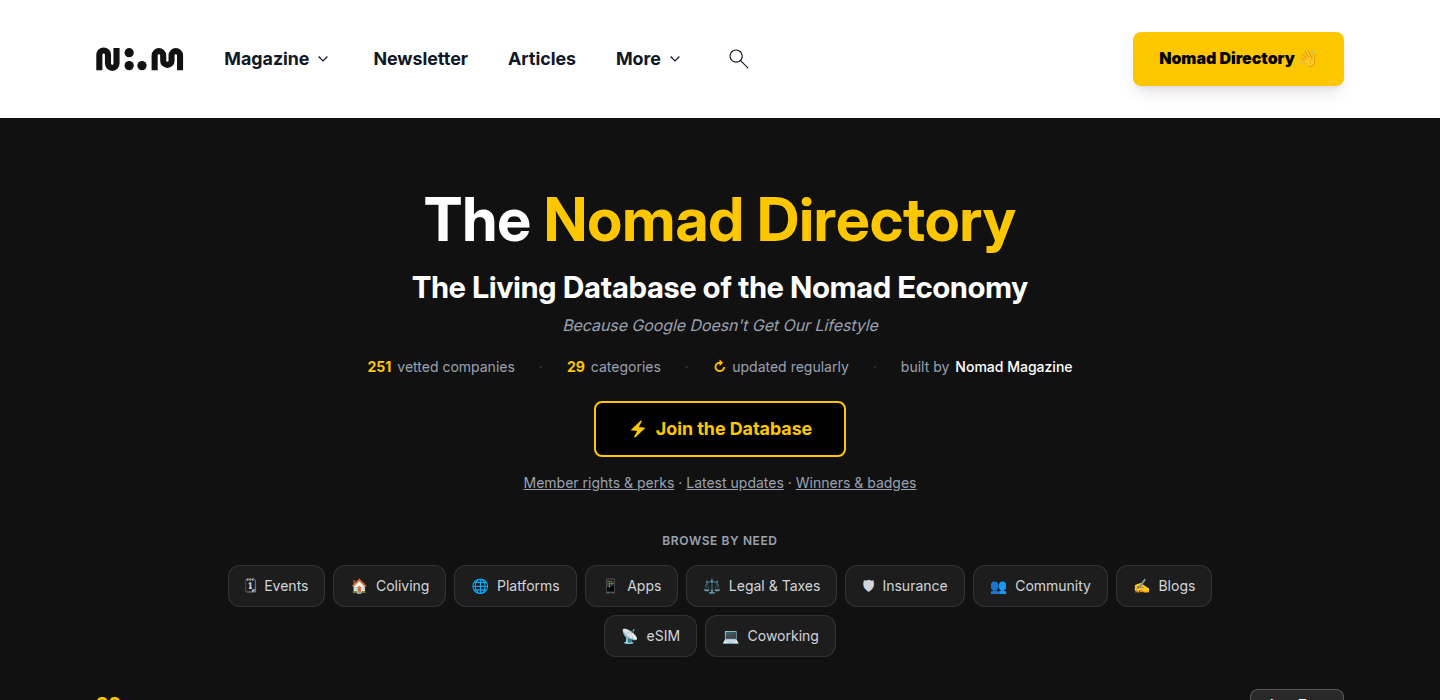 N:.M
Magazine Newsletter Articles More
Nomad Directory 👋
The Nomad Directory
The Living Database of the Nomad Economy
Because Google Doesn't Get Our Lifestyle
251 vetted companies · 29 categories · ↻ updated regularly · built by Nomad Magazine
⚡ Join the Database
Member rights & perks · Latest updates · Winners & badges
BROWSE BY NEED
Events Coliving Platforms Apps Legal & Taxes Insurance Community Blogs
eSIM Coworking